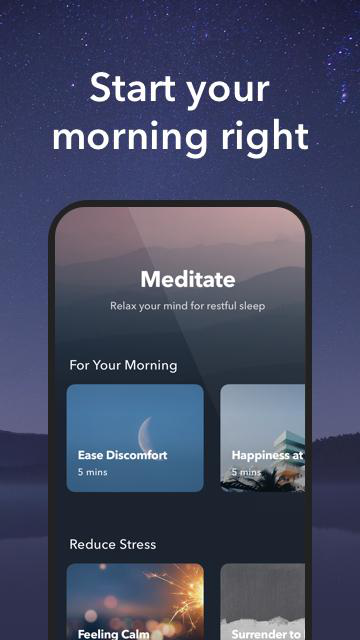 Start your
morning right
Meditate
Relax your mind for restful sleep
For Your Morning
Ease Discomfort
5 mins
Happiness at
5 mins
Reduce Stress
Feeling Calm
Surrender to